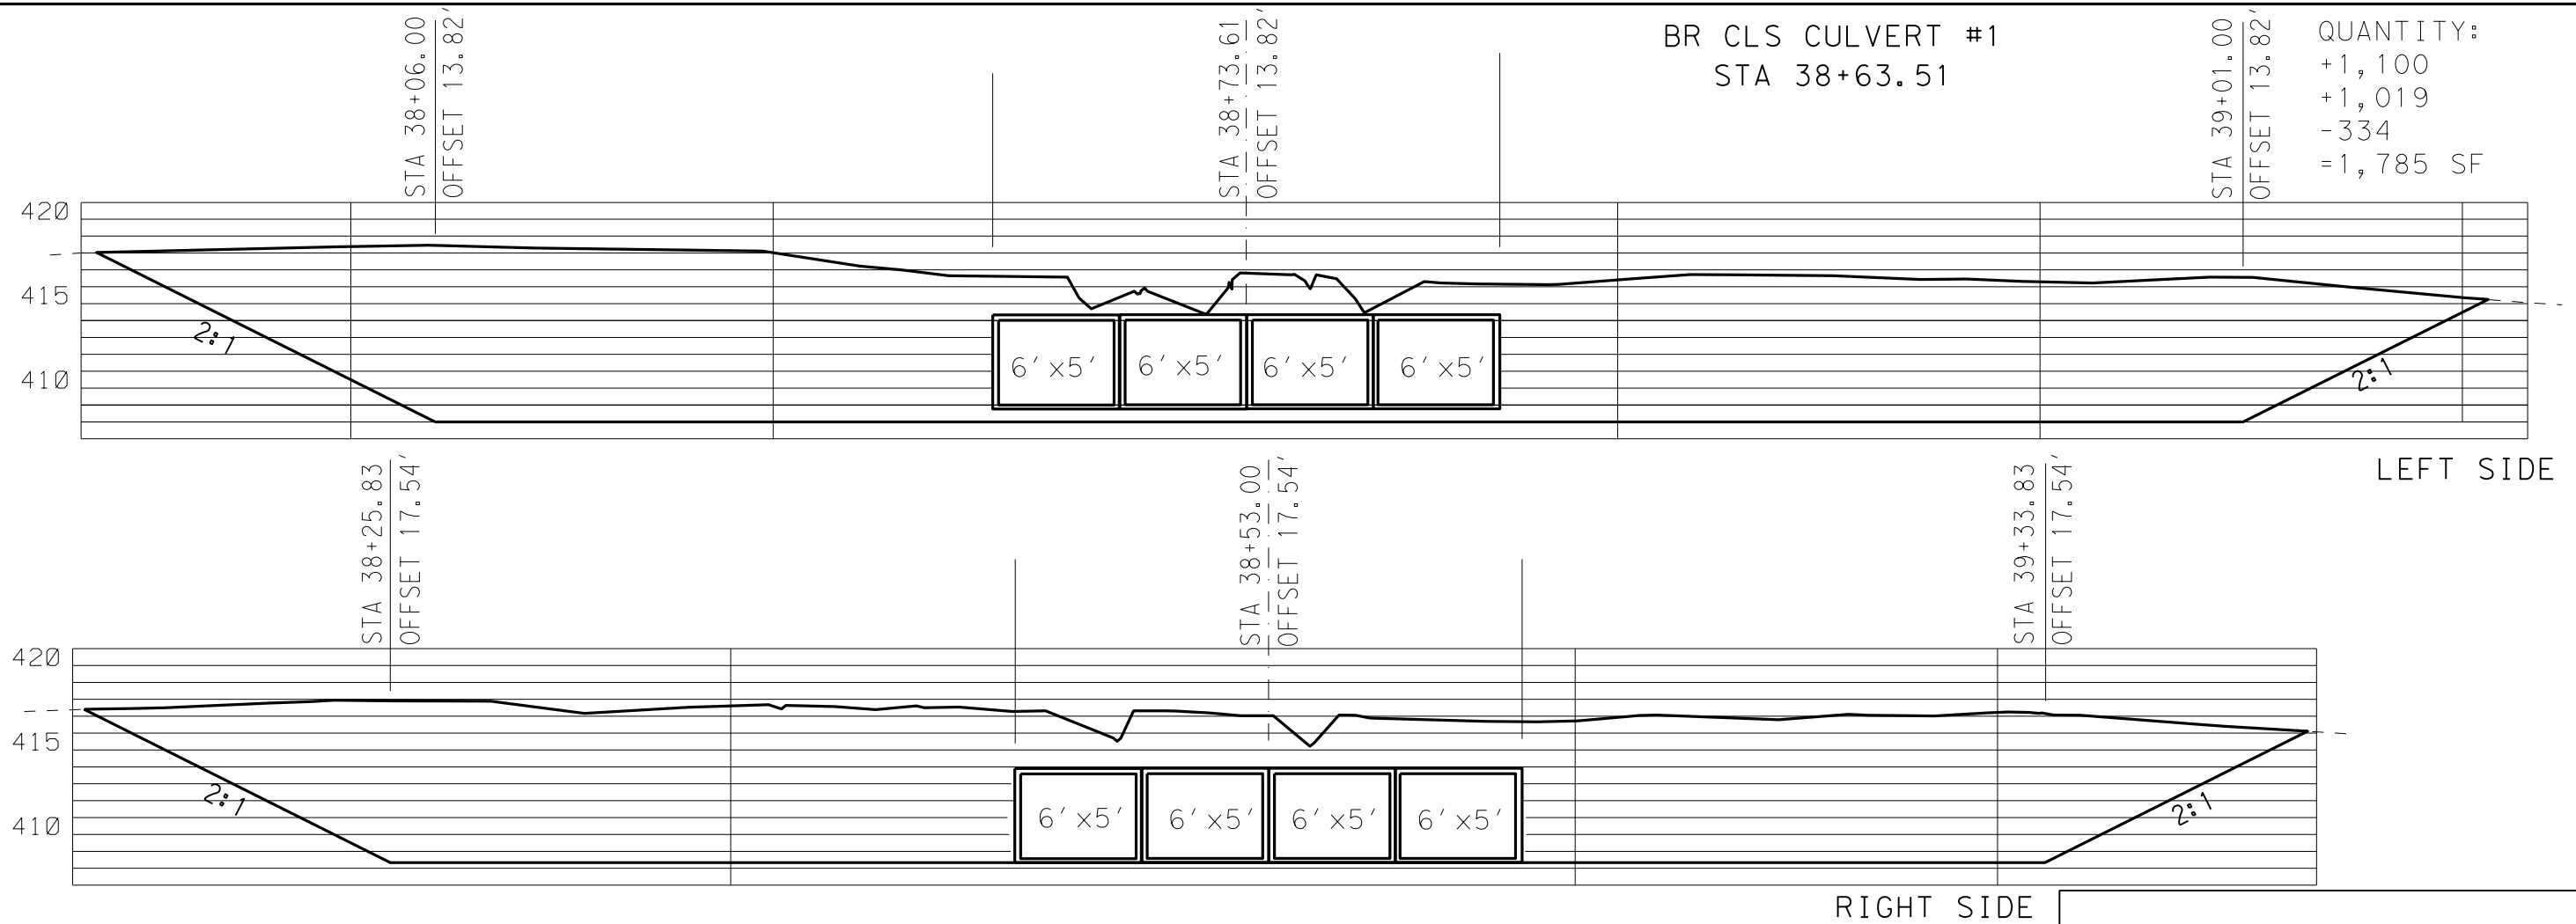 BR CLS CULVERT #1
STA 38+63.51
QUANTITY:
+1,100
+1,019
-334
=1,785 SF
STA 38+06.00
OFFSET 13.82'
STA 38+73.61
OFFSET 13.82'
STA 39+01.00
OFFSET 13.82'
420
415
410
2:1
6'x5'
6'x5'
6'x5'
6'x5'
2:1
LEFT SIDE
STA 38+25.83
OFFSET 17.54'
STA 38+53.00
OFFSET 17.54'
STA 39+33.83
OFFSET 17.54'
420
415
410
2:1
6'x5'
6'x5'
6'x5'
6'x5'
2:1
RIGHT SIDE